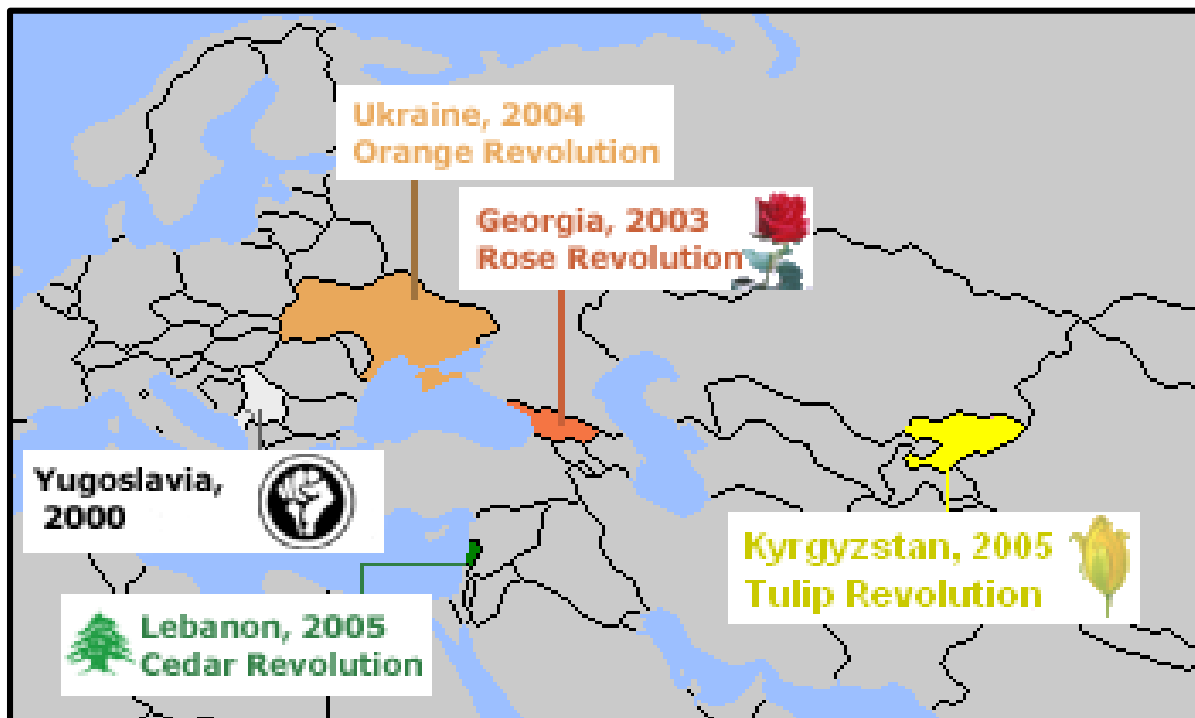 Ukraine, 2004
Orange Revolution
Georgia, 2003
Rose Revolution
Yugoslavia,
2000
Kyrgyzstan, 2005
Tulip Revolution
Lebanon, 2005
Cedar Revolution